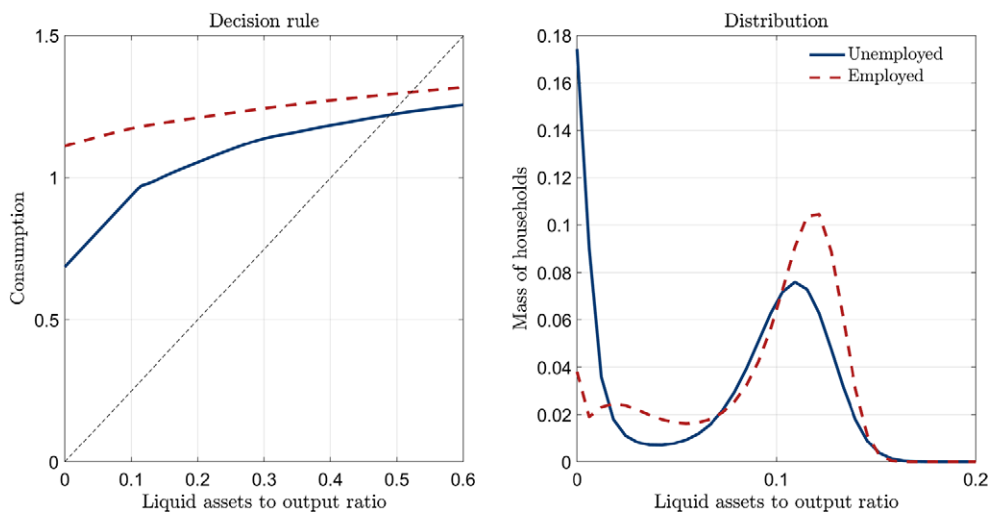 Decision rule
1.5
1
0.5
0
Consumption
0 0.1 0.2 0.3 0.4 0.5 0.6
Liquid assets to output ratio
Distribution
0.18
0.16
0.14
0.12
0.1
0.08
0.06
0.04
0.02
0
Mass of households
Unemployed
Employed
0 0.1 0.2
Liquid assets to output ratio